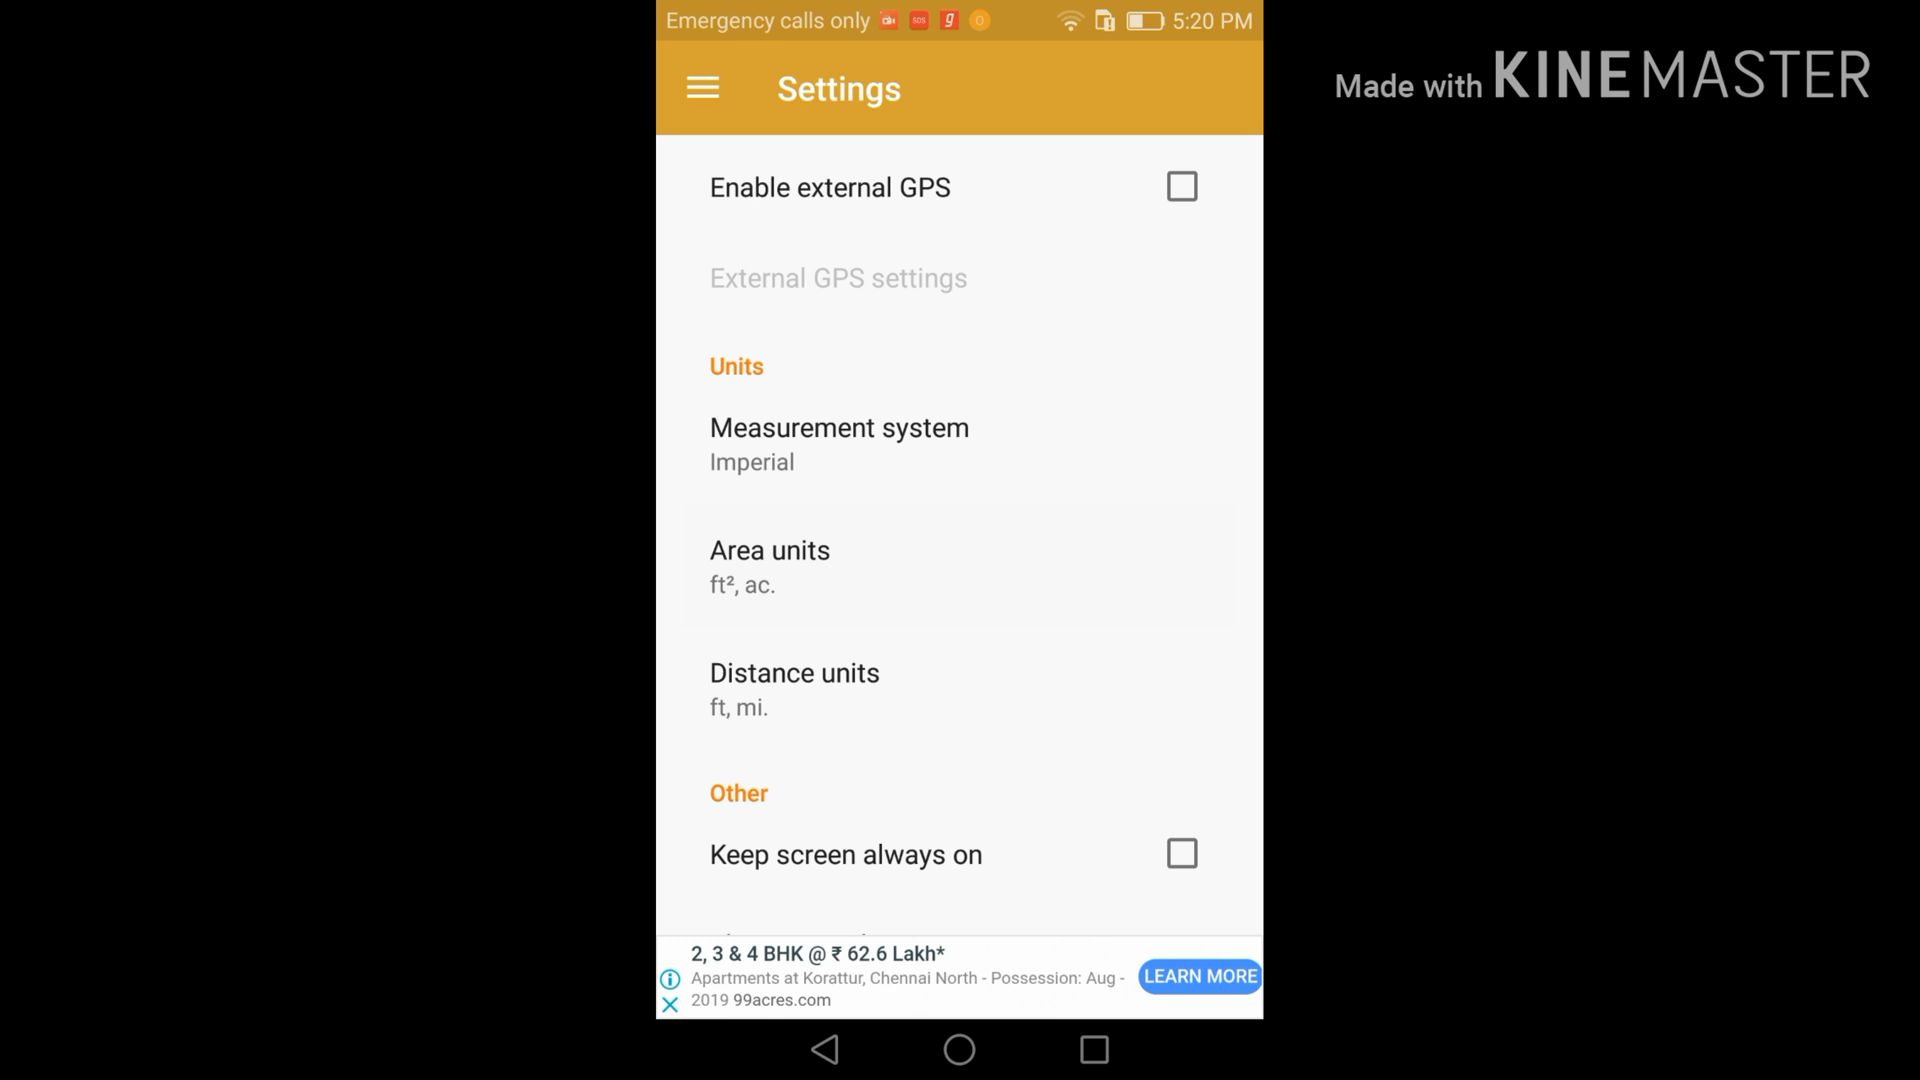 Emergency calls only SOS g 0 5:20 PM
Made with KINEMASTER
Settings
Enable external GPS
External GPS settings
Units
Measurement system
Imperial
Area units
ft², ac.
Distance units
ft, mi.
Other
Keep screen always on
2, 3 & 4 BHK @ ₹ 62.6 Lakh*
Apartments at Korattur, Chennai North - Possession: Aug -
2019 99acres.com
LEARN MORE